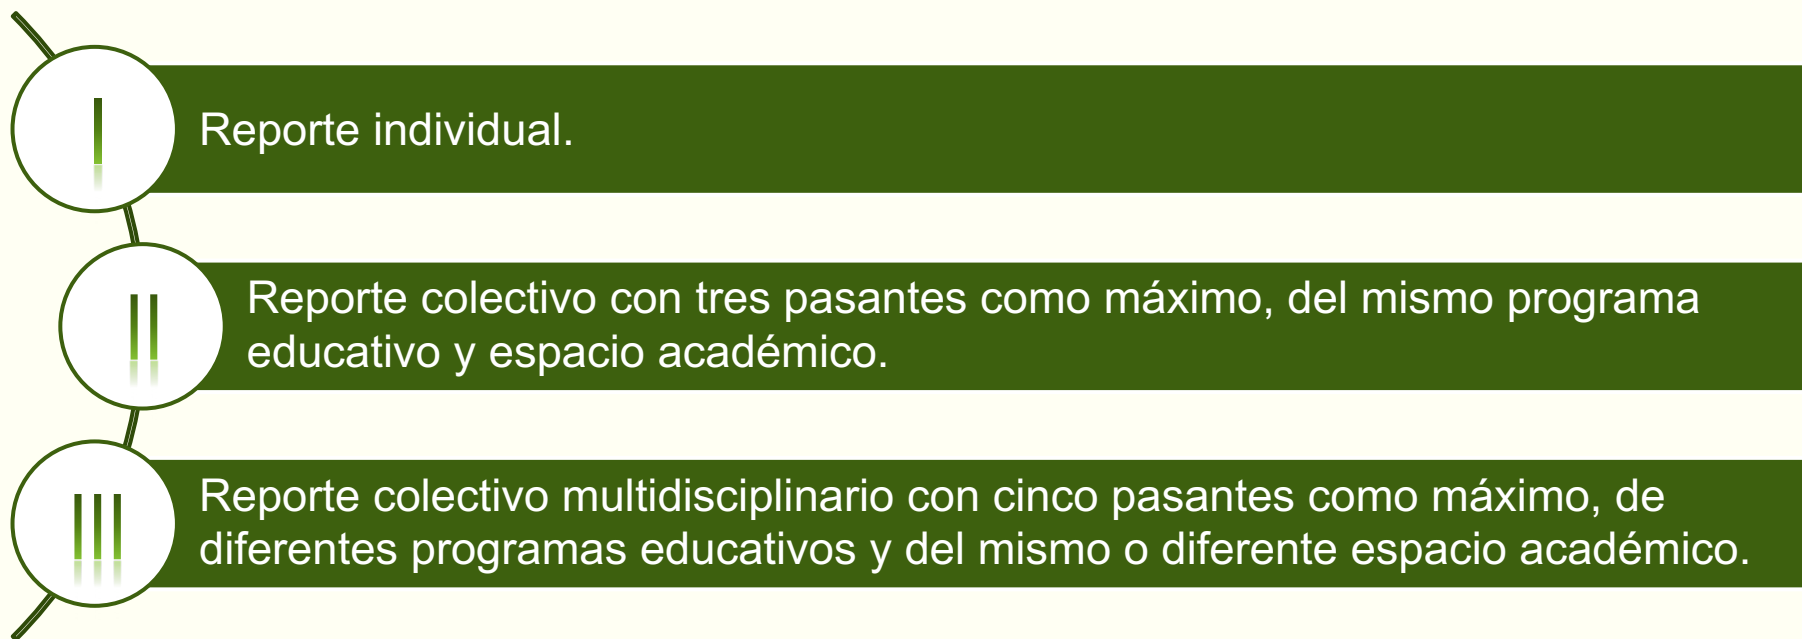 I
Reporte individual.
II
Reporte colectivo con tres pasantes como máximo, del mismo programa
educativo y espacio académico.
III
Reporte colectivo multidisciplinario con cinco pasantes como máximo, de
diferentes programas educativos y del mismo o diferente espacio académico.